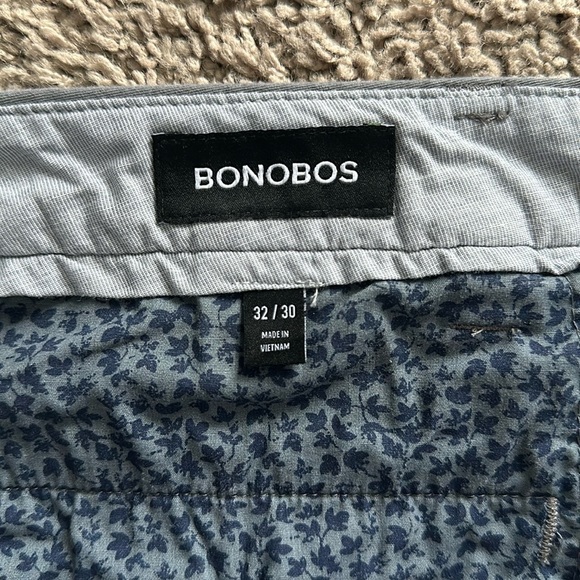 BONOBOS
32 / 30
MADE IN
VIETNAM